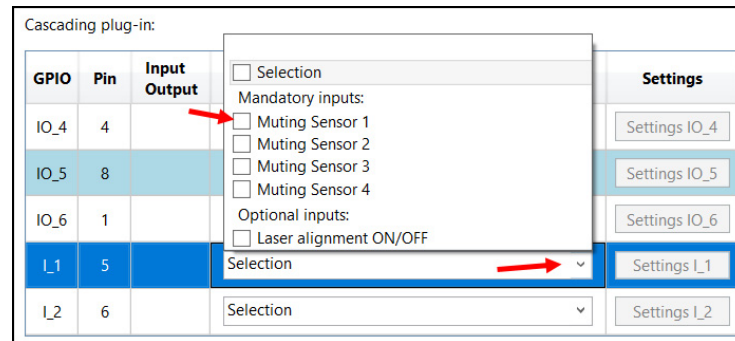 Cascading plug-in:
GPIO Pin Input Output Settings
Selection
Mandatory inputs:
Muting Sensor 1
Muting Sensor 2
Muting Sensor 3
Muting Sensor 4
Optional inputs:
Laser alignment ON/OFF
IO_4 4 Settings IO_4
IO_5 8 Settings IO_5
IO_6 1 Settings IO_6
I_1 5 Selection Settings I_1
I_2 6 Selection Settings I_2